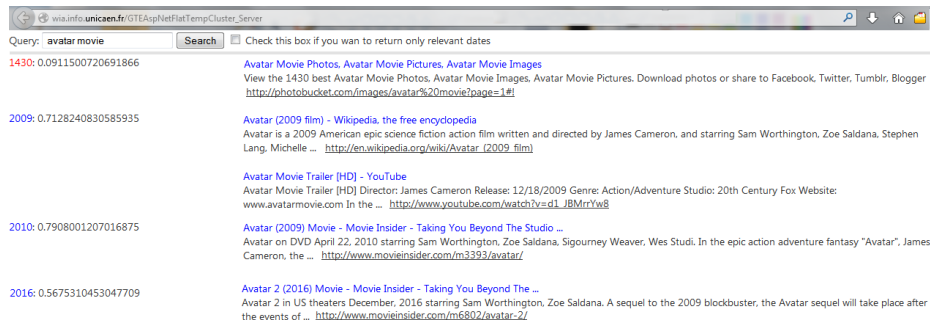 wia.info.unicaen.fr/GTEAspNetFlatTempCluster_Server
Query: avatar movie Search Check this box if you wan to return only relevant dates
1430: 0.0911500720691866 Avatar Movie Photos, Avatar Movie Pictures, Avatar Movie Images
View the 1430 best Avatar Movie Photos, Avatar Movie Images, Avatar Movie Pictures. Download photos or share to Facebook, Twitter, Tumblr, Blogger
http://photobucket.com/images/avatar%20movie?page=1#!
2009: 0.7128240830585935 Avatar (2009 film) - Wikipedia, the free encyclopedia
Avatar is a 2009 American epic science fiction action film written and directed by James Cameron, and starring Sam Worthington, Zoe Saldana, Stephen
Lang, Michelle ... http://en.wikipedia.org/wiki/Avatar_(2009_film)
Avatar Movie Trailer [HD] - YouTube
Avatar Movie Trailer [HD] Director: James Cameron Release: 12/18/2009 Genre: Action/Adventure Studio: 20th Century Fox Website:
www.avatarmovie.com In the ... http://www.youtube.com/watch?v=d1_JBMrrYw8
2010: 0.7908001207016875 Avatar (2009) Movie - Movie Insider - Taking You Beyond The Studio ...
Avatar on DVD April 22, 2010 starring Sam Worthington, Zoe Saldana, Sigourney Weaver, Wes Studi. In the epic action adventure fantasy "Avatar", James
Cameron, the ... http://www.movieinsider.com/m3393/avatar/
2016: 0.5675310453047709 Avatar 2 (2016) Movie - Movie Insider - Taking You Beyond The ...
Avatar 2 in US theaters December, 2016 starring Sam Worthington, Zoe Saldana. A sequel to the 2009 blockbuster, the Avatar sequel will take place after
the events of ... http://www.movieinsider.com/m6802/avatar-2/